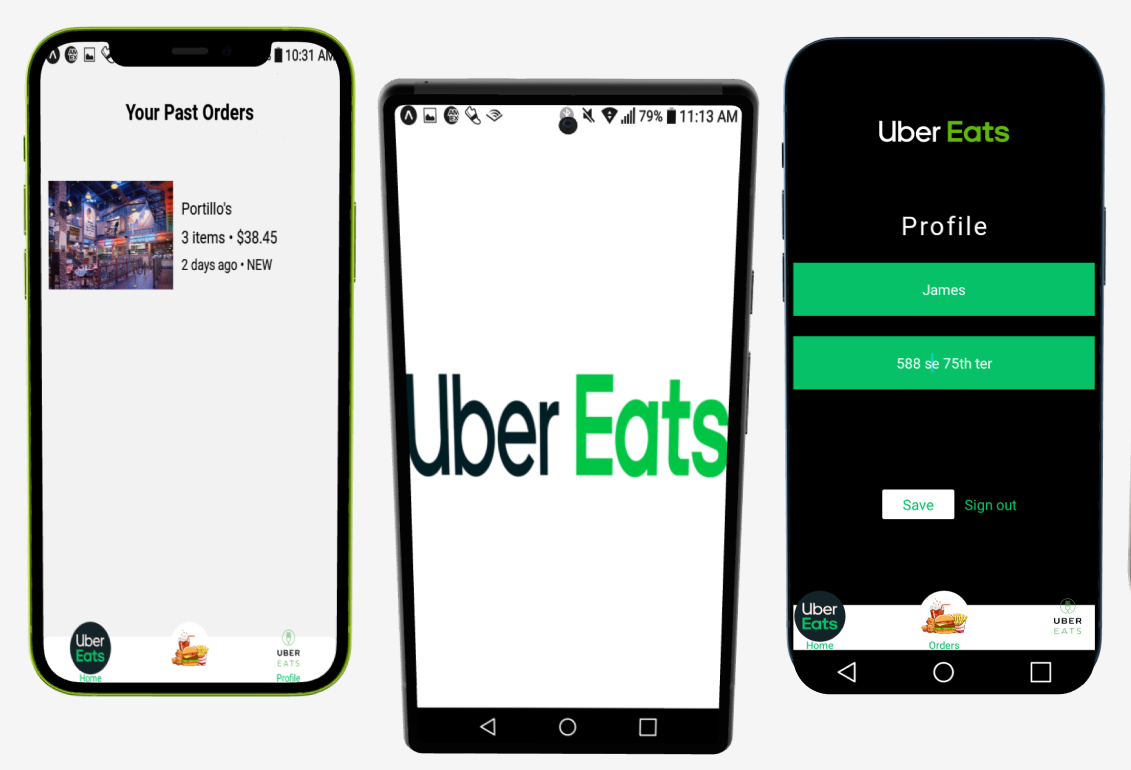 10:31 AM
Your Past Orders
Portillo's
3 items • $38.45
2 days ago • NEW
Uber
Eats
Home
UBER
EATS
Profile
79% 11:13 AM
Uber Eats
Uber Eats
Profile
James
588 se 75th ter
Save Sign out
Uber
Eats
Home
Orders
UBER
EATS